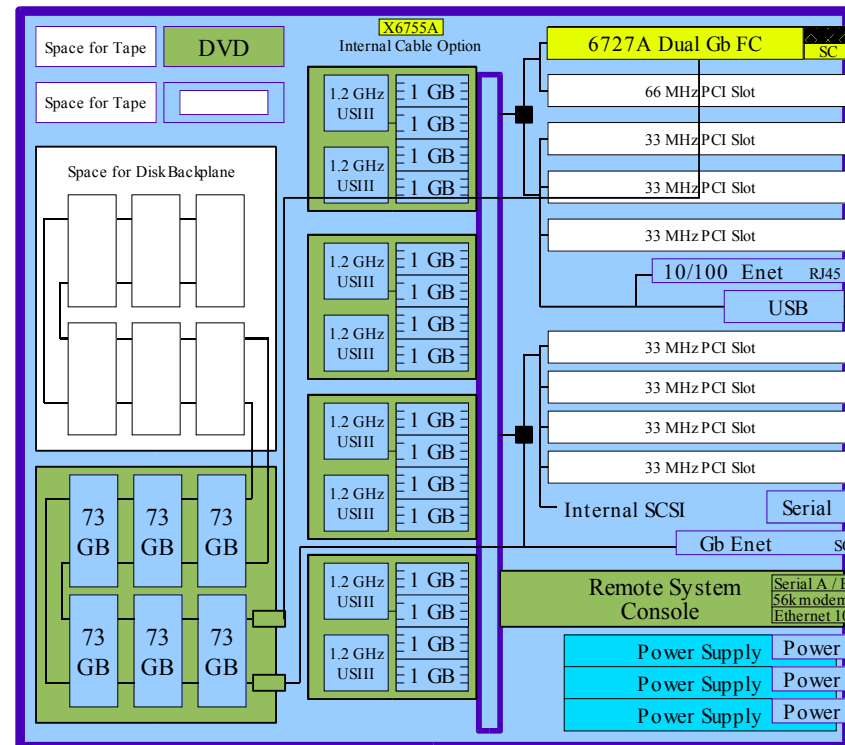 Space for Tape
DVD
Space for Tape
Space for Disk Backplane
73
GB
73
GB
73
GB
73
GB
73
GB
73
GB
X6755A
Internal Cable Option
1.2 GHz
USIII
1 GB
1 GB
1.2 GHz
USIII
1 GB
1 GB
1.2 GHz
USIII
1 GB
1 GB
1.2 GHz
USIII
1 GB
1 GB
1.2 GHz
USIII
1 GB
1 GB
1.2 GHz
USIII
1 GB
1 GB
1.2 GHz
USIII
1 GB
1 GB
1.2 GHz
USIII
1 GB
1 GB
6727A Dual Gb FC
SC
66 MHz PCI Slot
33 MHz PCI Slot
33 MHz PCI Slot
33 MHz PCI Slot
10/100 Enet RJ45
USB
33 MHz PCI Slot
33 MHz PCI Slot
33 MHz PCI Slot
33 MHz PCI Slot
Internal SCSI
Serial
Gb Enet
Remote System
Console
Serial A /
56k modem
Ethernet
Power Supply Power
Power Supply Power
Power Supply Power